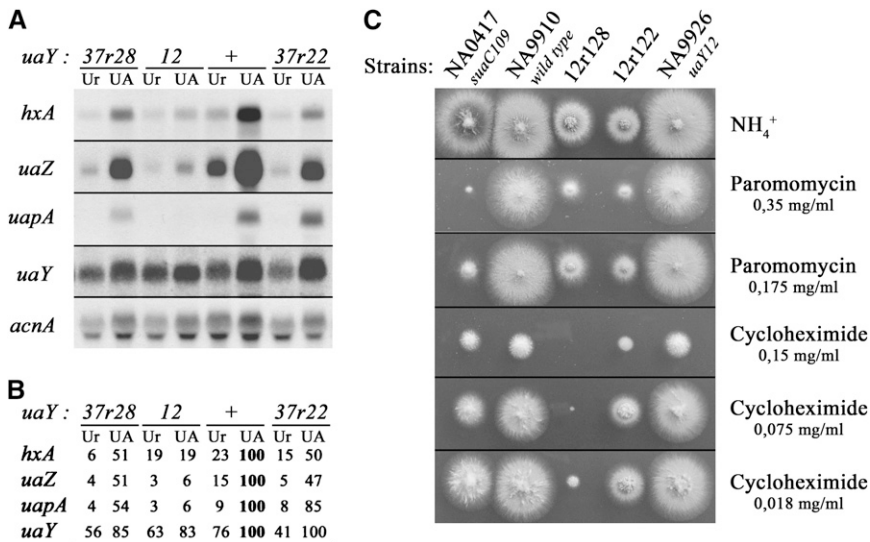 A
uaY : 37r28 12 + 37r22
Ur UA Ur UA Ur UA Ur UA
hxA
uaZ
uapA
uaY
acnA
B
uaY : 37r28 12 + 37r22
Ur UA Ur UA Ur UA Ur UA
hxA 6 51 19 19 23 100 15 50
uaZ 4 51 3 6 15 100 5 47
uapA 4 54 3 6 9 100 8 85
uaY 56 85 63 83 76 100 41 100
C
Strains: NA0417 suaC109 NA9910 wild type 12r128 12r122 NA9926 uaY12
NH4+
Paromomycin
0,35 mg/ml
Paromomycin
0,175 mg/ml
Cycloheximide
0,15 mg/ml
Cycloheximide
0,075 mg/ml
Cycloheximide
0,018 mg/ml